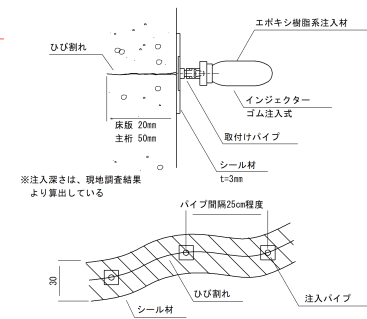 エポキシ樹脂系注入材
ひび割れ
インジェクター
ゴム注入式
床版 20mm
主桁 50mm
取付けパイプ
シール材
t=3mm
※注入深さは、現地調査結果
より算出している
パイプ間隔25cm程度
30
ひび割れ
注入パイプ
シール材